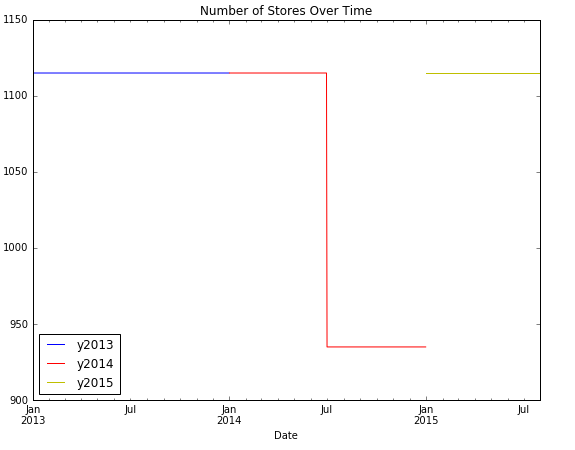 Number of Stores Over Time
1150
1100
1050
1000
950
900
y2013
y2014
y2015
Jan Jul Jan Jul Jan Jul
2013 2014 2015
Date